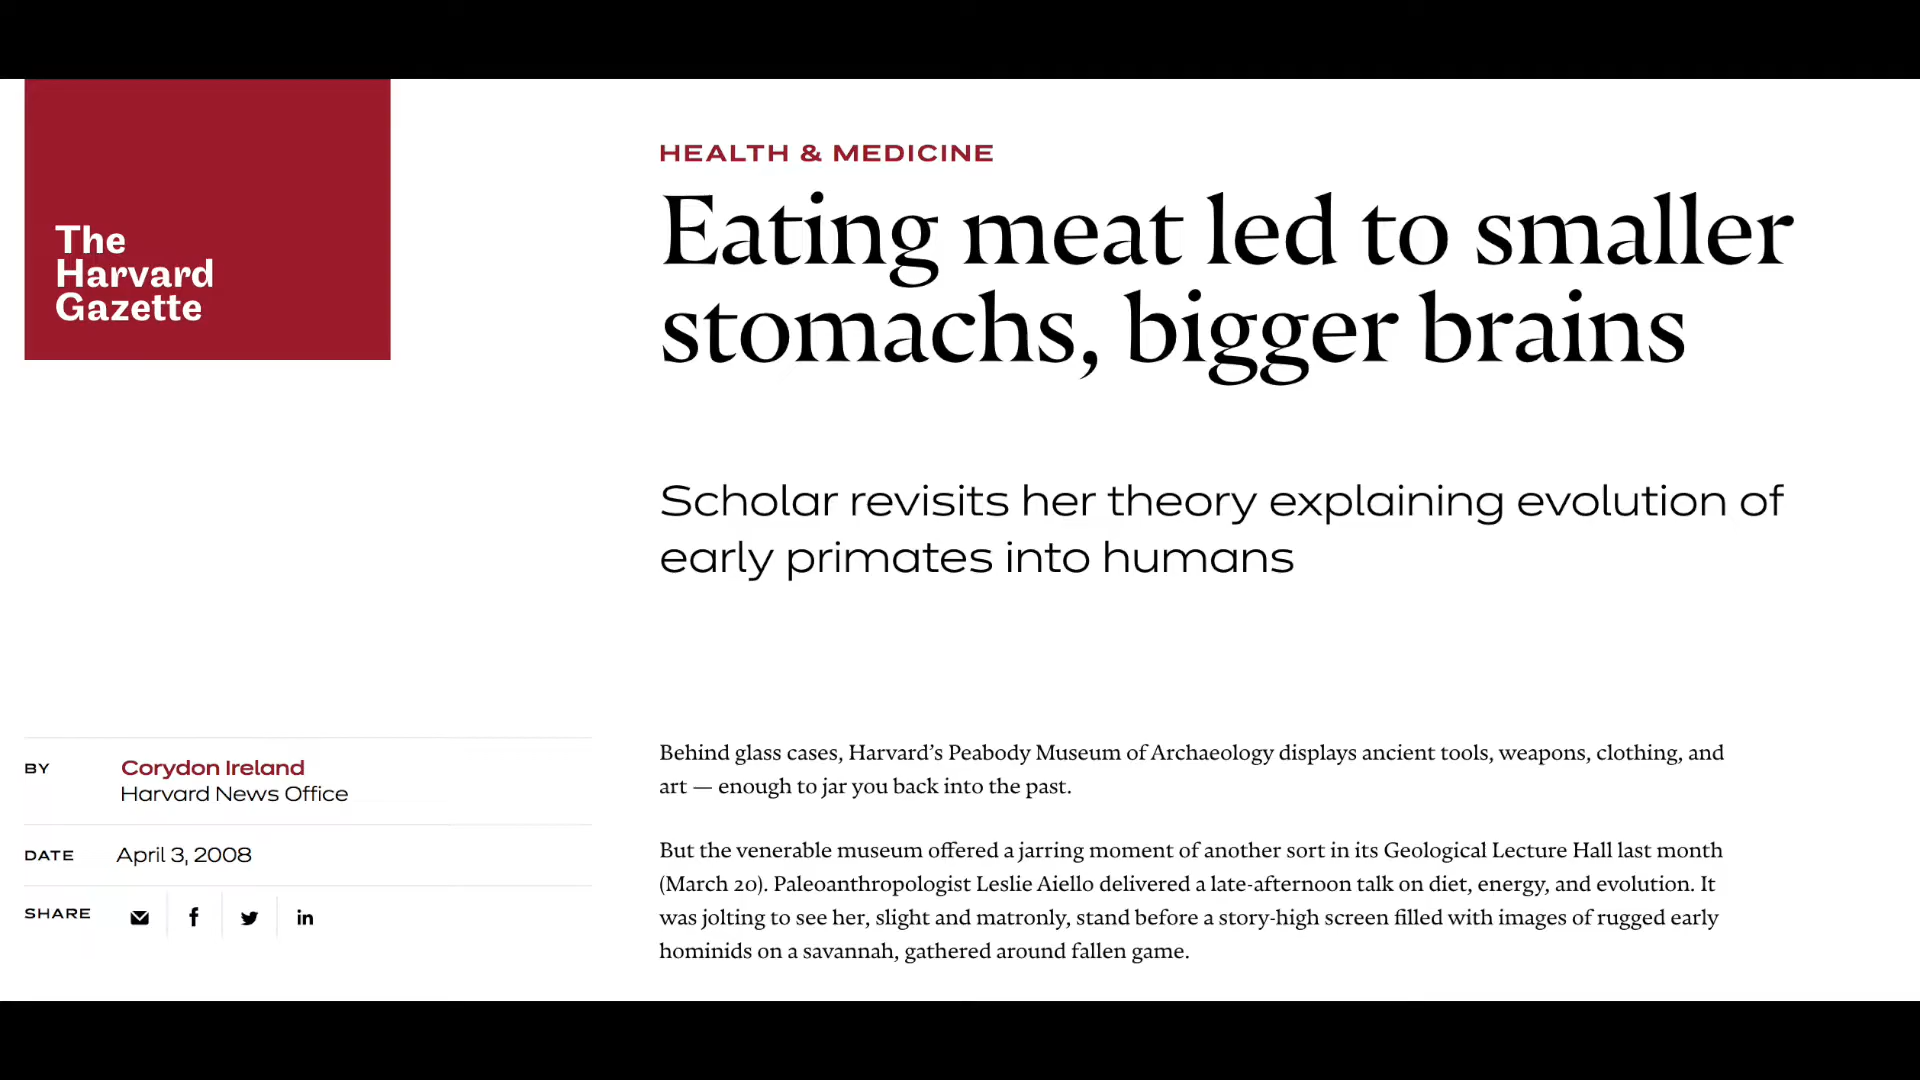 The
Harvard
Gazette
HEALTH & MEDICINE
Eating meat led to smaller
stomachs, bigger brains
Scholar revisits her theory explaining evolution of
early primates into humans
BY
Corydon Ireland
Harvard News Office
DATE
April 3, 2008
SHARE
Behind glass cases, Harvard’s Peabody Museum of Archaeology displays ancient tools, weapons, clothing, and
art — enough to jar you back into the past.
But the venerable museum offered a jarring moment of another sort in its Geological Lecture Hall last month
(March 20). Paleoanthropologist Leslie Aiello delivered a late-afternoon talk on diet, energy, and evolution. It
was jolting to see her, slight and matronly, stand before a story-high screen filled with images of rugged early
hominids on a savannah, gathered around fallen game.